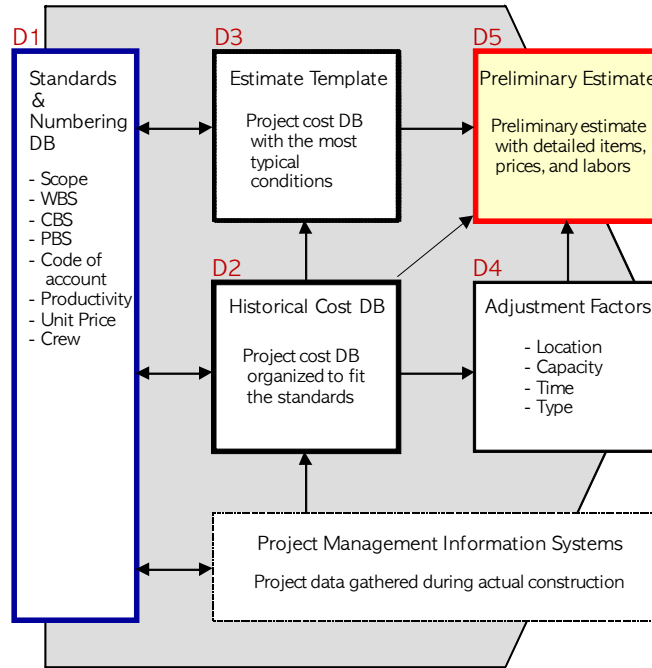 D1
Standards
&
Numbering
DB
- Scope
- WBS
- CBS
- PBS
- Code of
account
- Productivity
- Unit Price
- Crew
D3
Estimate Template
Project cost DB
with the most
typical
conditions
D5
Preliminary Estimate
Preliminary estimate
with detailed items,
prices, and labors
D2
Historical Cost DB
Project cost DB
organized to fit
the standards
D4
Adjustment Factors
- Location
- Capacity
- Time
- Type
Project Management Information Systems
Project data gathered during actual construction